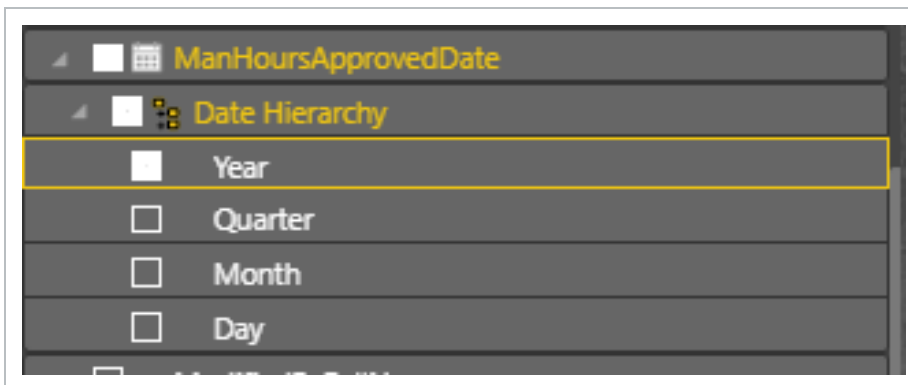 ManHoursApprovedDate
Date Hierarchy
Year
Quarter
Month
Day